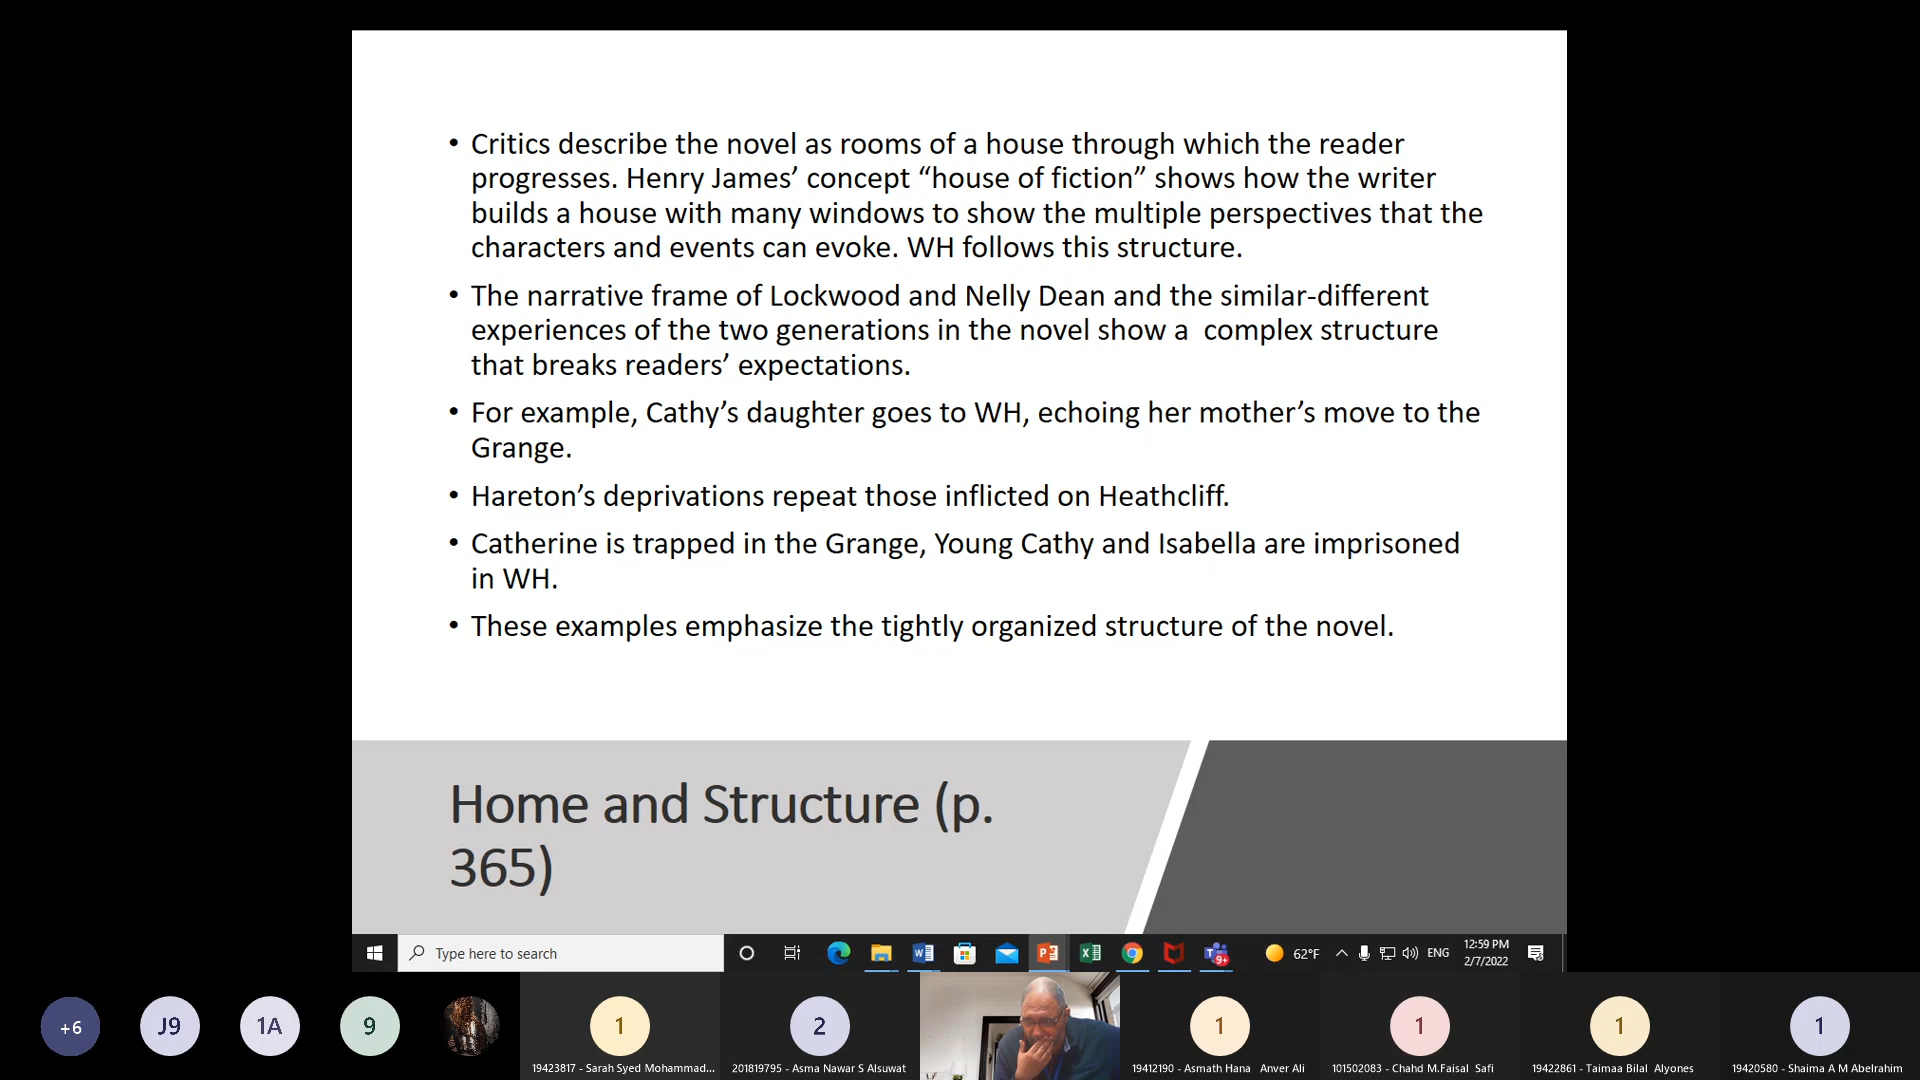 • Critics describe the novel as rooms of a house through which the reader
progresses. Henry James’ concept “house of fiction” shows how the writer
builds a house with many windows to show the multiple perspectives that the
characters and events can evoke. WH follows this structure.
• The narrative frame of Lockwood and Nelly Dean and the similar-different
experiences of the two generations in the novel show a  complex structure
that breaks readers’ expectations.
• For example, Cathy’s daughter goes to WH, echoing her mother’s move to the
Grange.
• Hareton’s deprivations repeat those inflicted on Heathcliff.
• Catherine is trapped in the Grange, Young Cathy and Isabella are imprisoned
in WH.
• These examples emphasize the tightly organized structure of the novel.
Home and Structure (p.
365)
Type here to search
9+
62°F
ENG
12:59 PM
2/7/2022
+6
J9
1A
9
1
2
1
1
1
1
19423817 - Sarah Syed Mohammad...
201819795 - Asma Nawar S Alsuwat
19412190 - Asmath Hana  Anver Ali
101502083 - Chahd M.Faisal  Safi
19422861 - Taimaa Bilal  Alyones
19420580 - Shaima A M Abelrahim